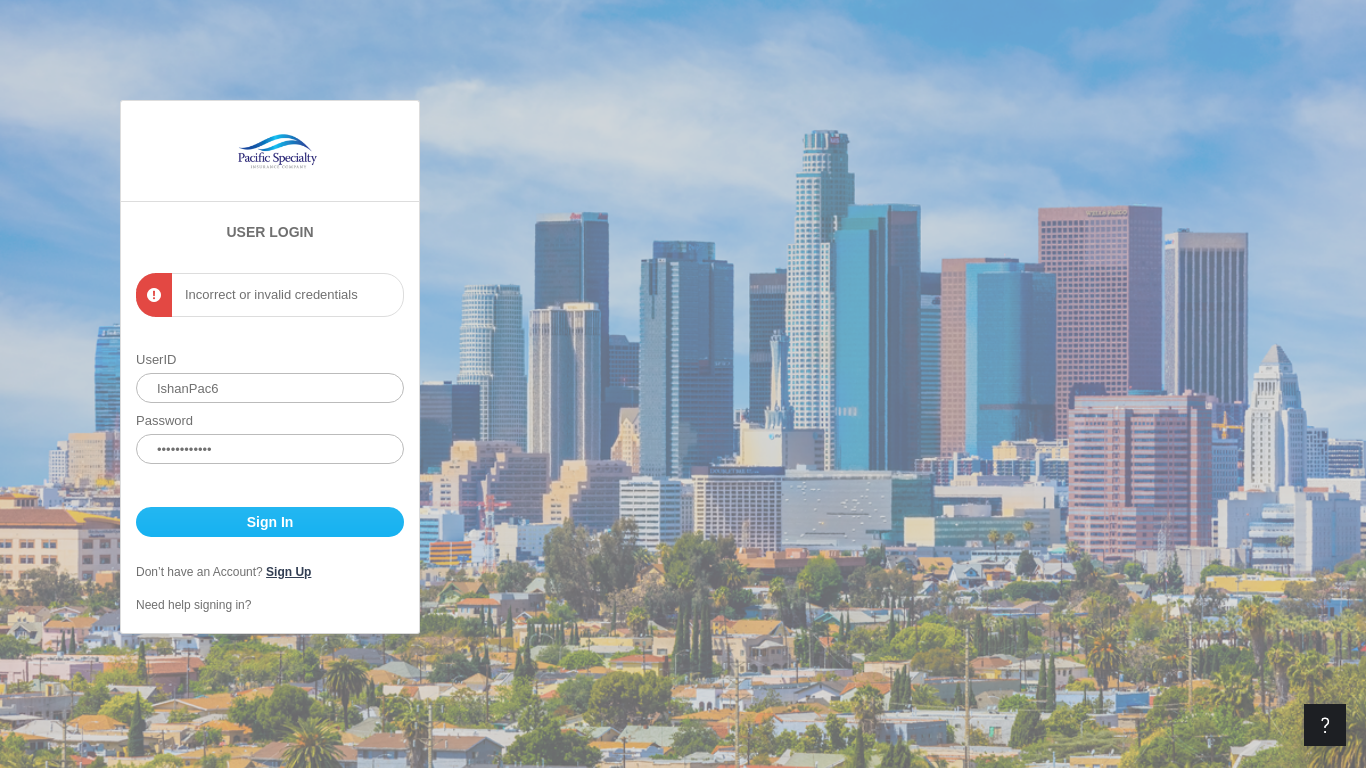 Pacific Specialty
INSURANCE COMPANY
USER LOGIN
Incorrect or invalid credentials
UserID
IshanPac6
Password
••••••••••••
Sign In
Don't have an Account? Sign Up
Need help signing in?
?